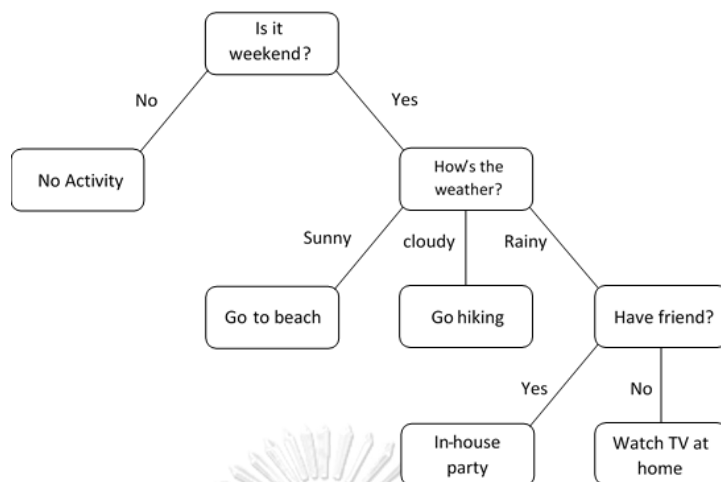 Is it
weekend?
No
Yes
No Activity
How's the
weather?
Sunny
cloudy
Rainy
Go to beach
Go hiking
Have friend?
Yes
No
In-house
party
Watch TV at
home